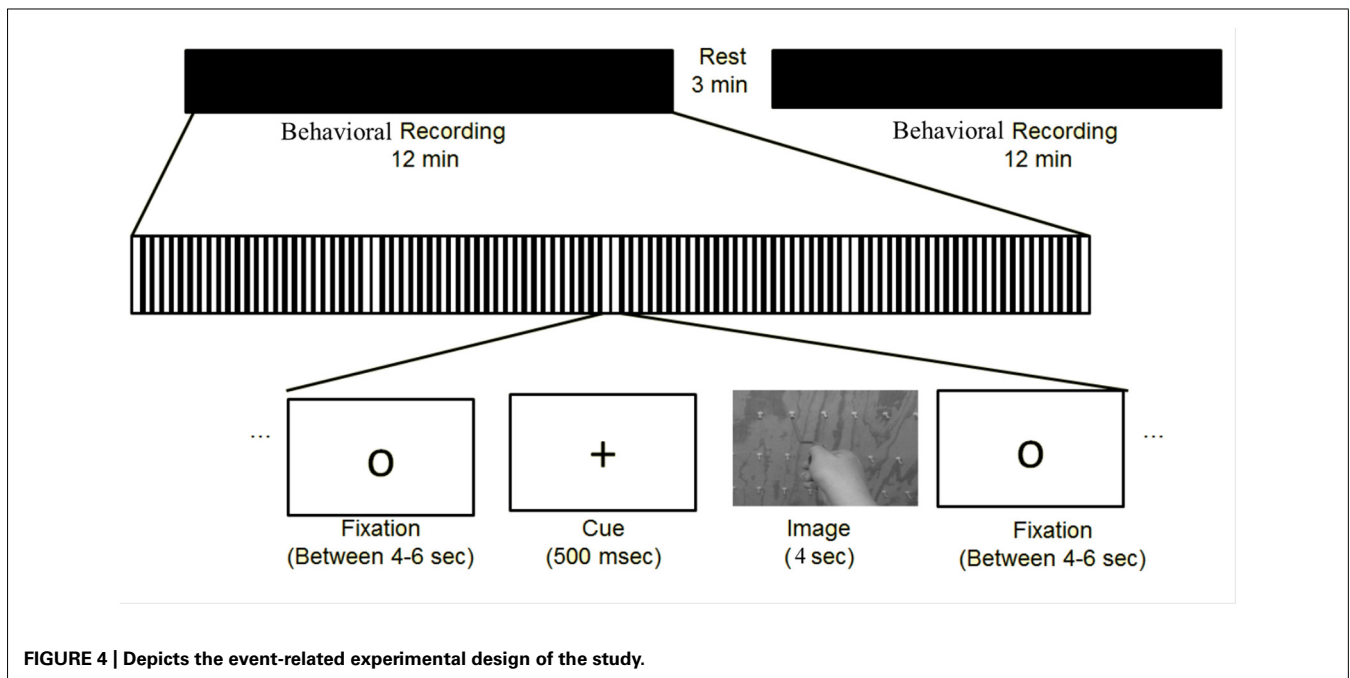 Rest
3 min
Behavioral Recording
12 min
Behavioral Recording
12 min
... O + O ...
Fixation
(Between 4-6 sec)
Cue
(500 msec)
Image
(4 sec)
Fixation
(Between 4-6 sec)
FIGURE 4 | Depicts the event-related experimental design of the study.